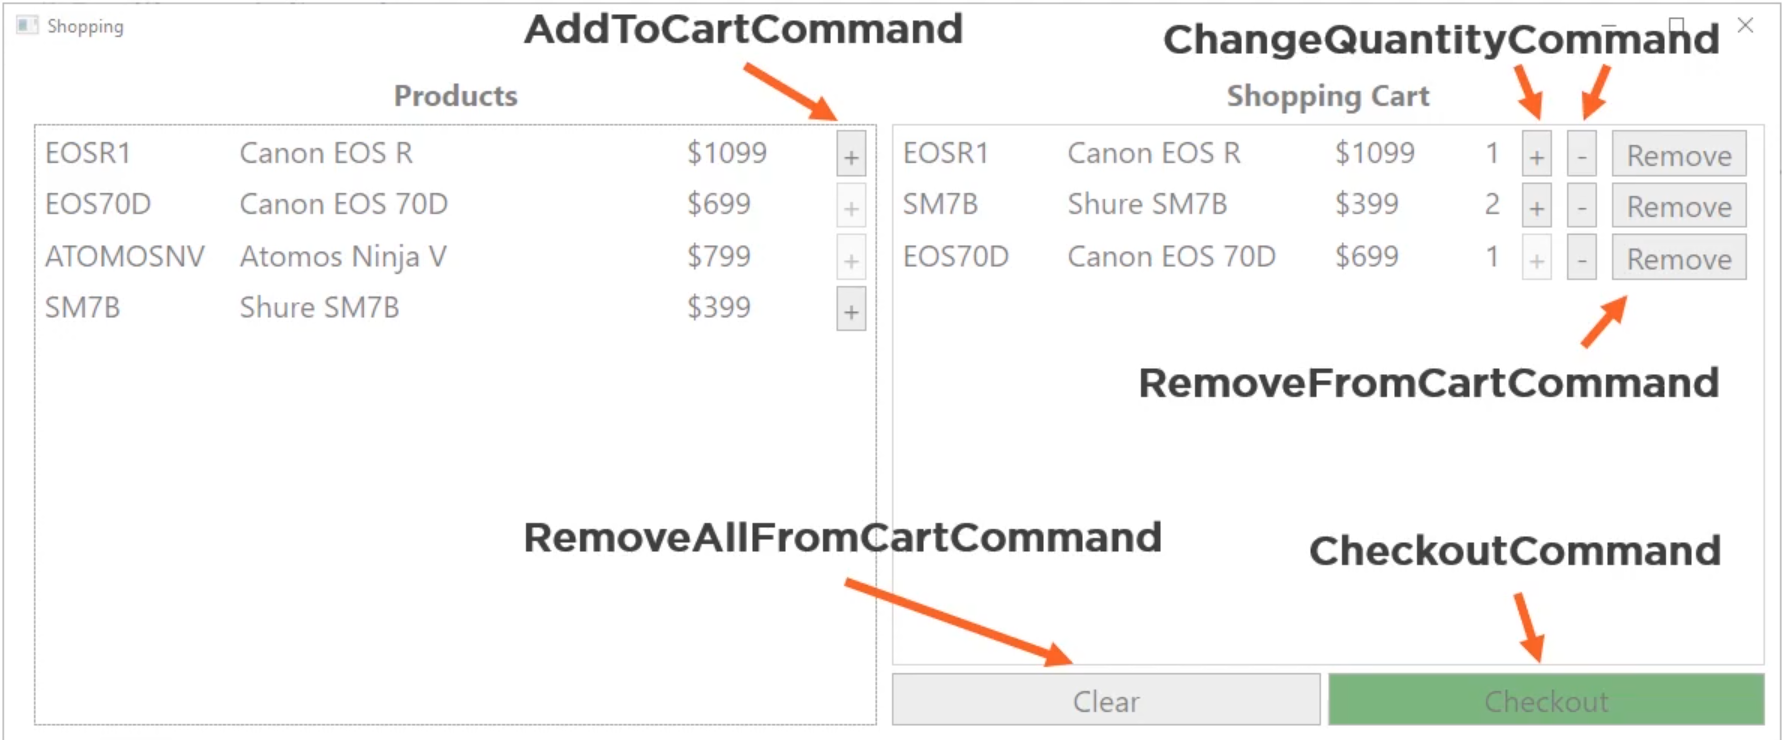 Shopping
AddToCartCommand
ChangeQuantityCommand
Products
EOSR1 Canon EOS R $1099 +
EOS70D Canon EOS 70D $699 +
ATOMOSNV Atomos Ninja V $799 +
SM7B Shure SM7B $399 +
Shopping Cart
EOSR1 Canon EOS R $1099 1 + - Remove
SM7B Shure SM7B $399 2 + - Remove
EOS70D Canon EOS 70D $699 1 + - Remove
RemoveFromCartCommand
RemoveAllFromCartCommand
CheckoutCommand
Clear
Checkout